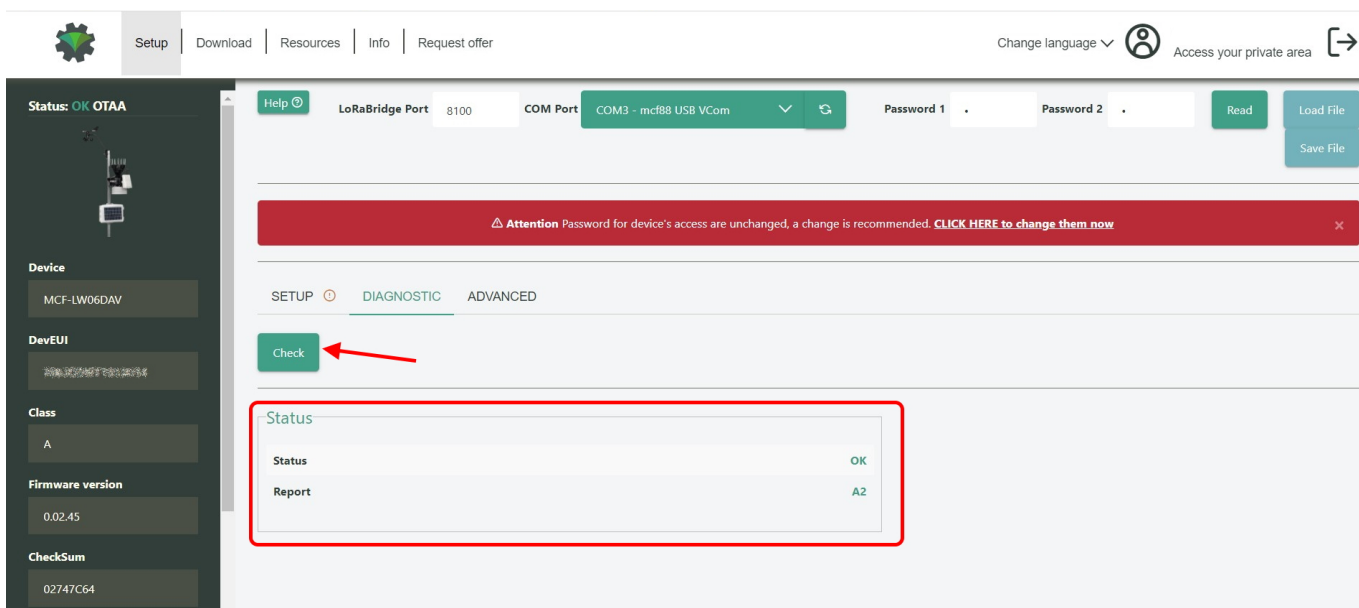 Setup Download Resources Info Request offer Change language Access your private area
Status: OK OTAA
Help LoRaBridge Port 8100 COM Port COM3 - mcf88 USB VCom Password 1 Password 2 Read Load File
Save File
Attention Password for device's access are unchanged, a change is recommended. CLICK HERE to change them now ×
Device
MCF-LW06DAV
DevEUI
Class
A
Firmware version
0.02.45
CheckSum
02747C64
SETUP DIAGNOSTIC ADVANCED
Check
Status
Status OK
Report A2